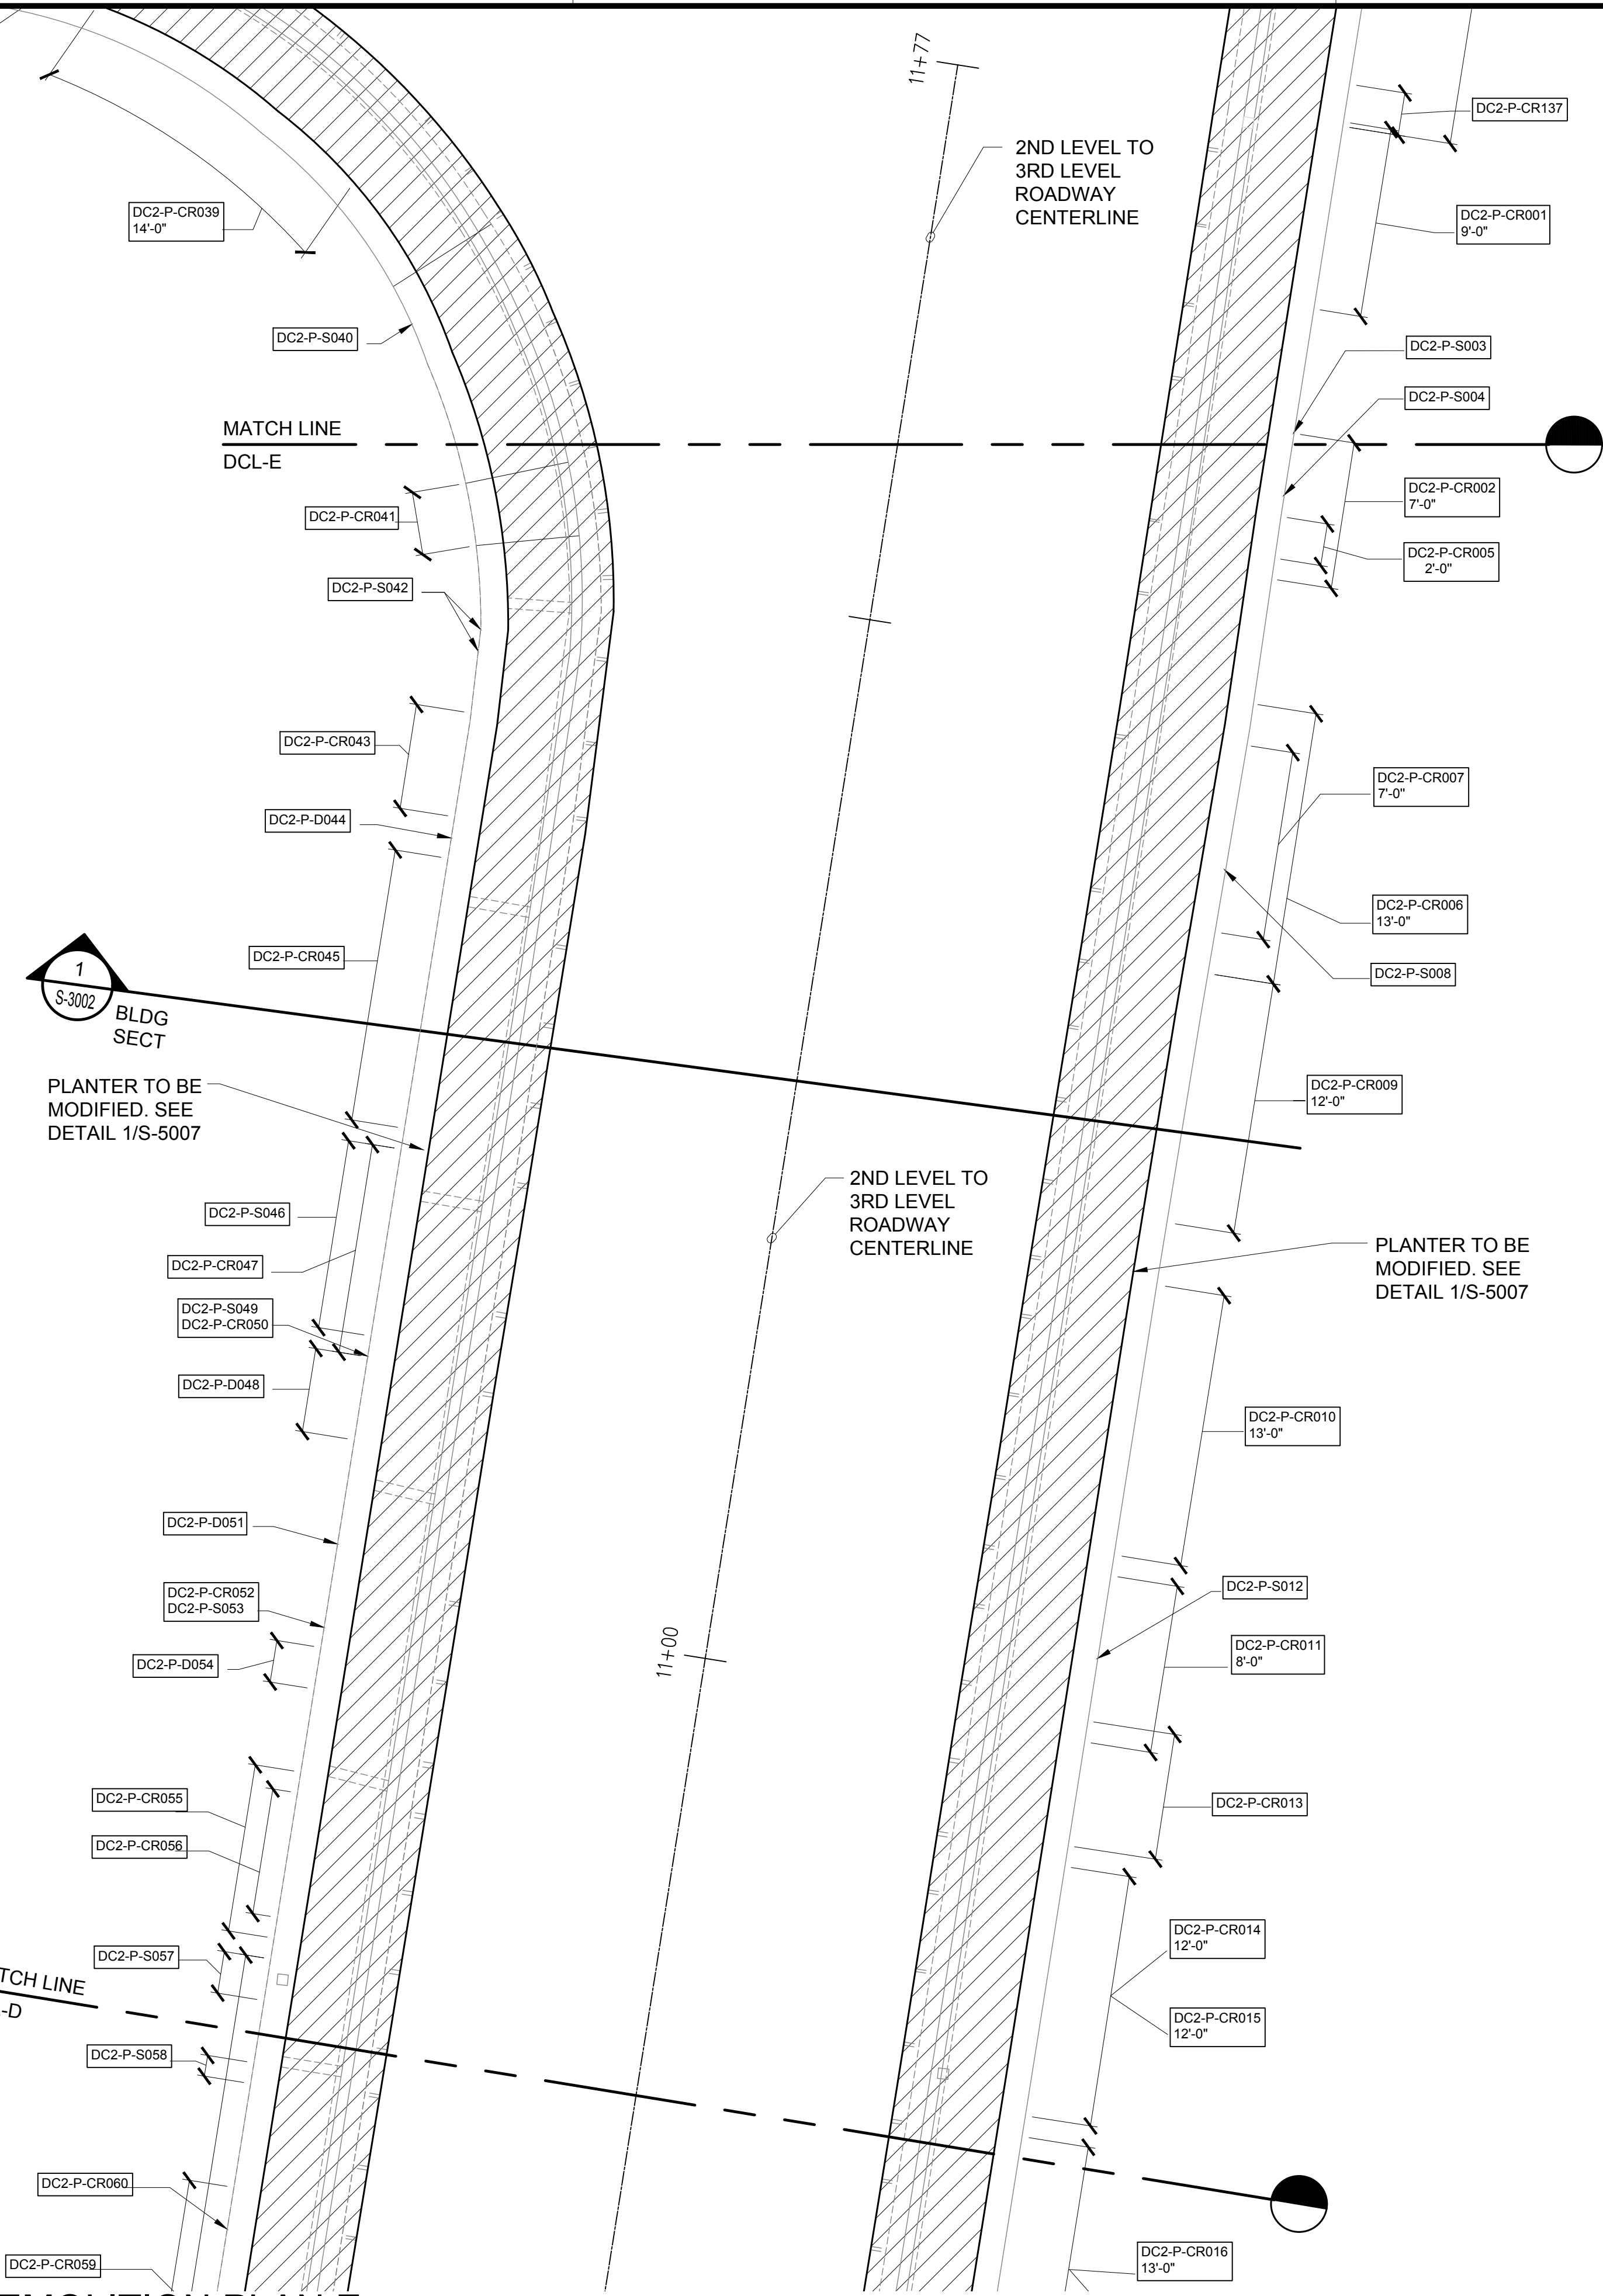 11+77
DC2-P-CR137
2ND LEVEL TO
3RD LEVEL
ROADWAY
CENTERLINE
DC2-P-CR039
14'-0"
DC2-P-CR001
9'-0"
DC2-P-S040
DC2-P-S003
DC2-P-S004
MATCH LINE
DCL-E
DC2-P-CR002
7'-0"
DC2-P-CR041
DC2-P-CR005
2'-0"
DC2-P-S042
DC2-P-CR043
DC2-P-CR007
7'-0"
DC2-P-D044
DC2-P-CR006
13'-0"
DC2-P-CR045
DC2-P-S008
1
S-3002
BLDG
SECT
PLANTER TO BE
MODIFIED. SEE
DETAIL 1/S-5007
DC2-P-CR009
12'-0"
2ND LEVEL TO
3RD LEVEL
ROADWAY
CENTERLINE
DC2-P-S046
PLANTER TO BE
MODIFIED. SEE
DETAIL 1/S-5007
DC2-P-CR047
DC2-P-S049
DC2-P-CR050
DC2-P-D048
DC2-P-CR010
13'-0"
DC2-P-D051
DC2-P-CR052
DC2-P-S053
DC2-P-S012
11+00
DC2-P-D054
DC2-P-CR011
8'-0"
DC2-P-CR055
DC2-P-CR013
DC2-P-CR056
DC2-P-CR014
12'-0"
DC2-P-S057
TCH LINE
-D
DC2-P-CR015
12'-0"
DC2-P-S058
DC2-P-CR060
DC2-P-CR016
13'-0"
DC2-P-CR059